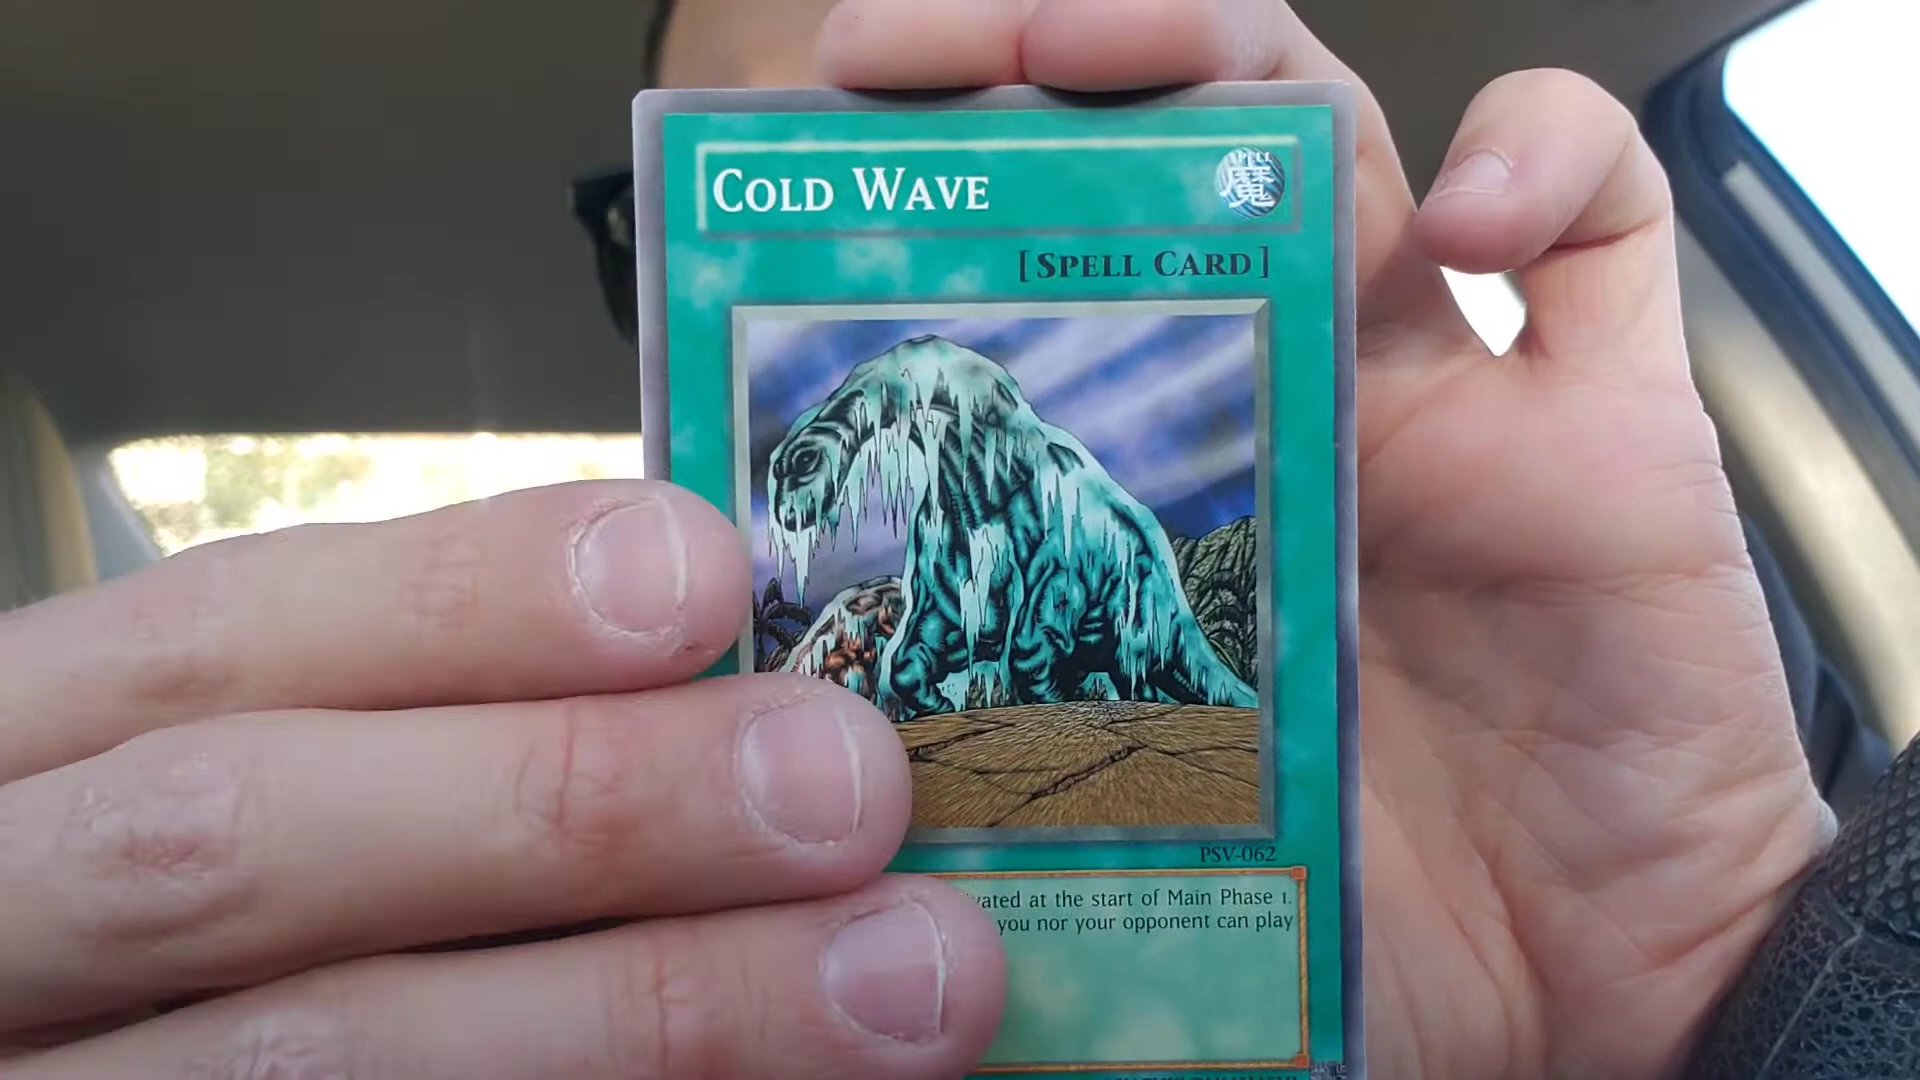 COLD WAVE
SPELL
魔
[SPELL CARD]
PSV-062
at the start of Main Phase 1.
you nor your opponent can play